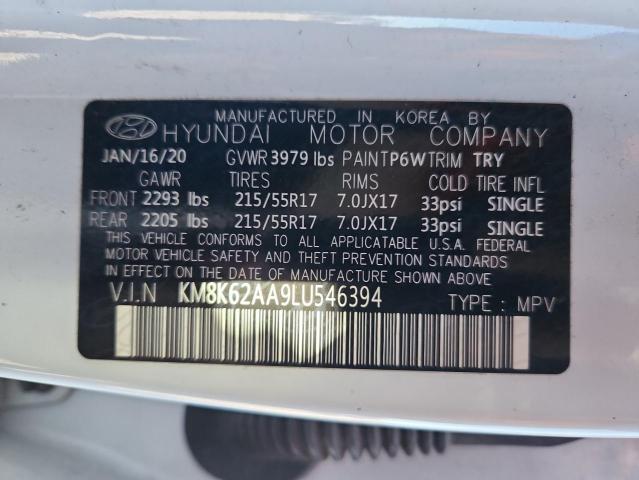 MANUFACTURED IN KOREA BY
HYUNDAI MOTOR COMPANY
JAN/16/20 GVWR 3979 lbs PAINT P6W TRIM TRY
GAWR TIRES RIMS COLD TIRE INFL
FRONT 2293 lbs 215/55R17 7.0JX17 33psi SINGLE
REAR 2205 lbs 215/55R17 7.0JX17 33psi SINGLE
THIS VEHICLE CONFORMS TO ALL APPLICABLE U.S.A. FEDERAL
MOTOR VEHICLE SAFETY AND THEFT PREVENTION STANDARDS
IN EFFECT ON THE DATE OF MANUFACTURE SHOWN ABOVE
V.I.N KM8K62AA9LU546394 TYPE : MPV